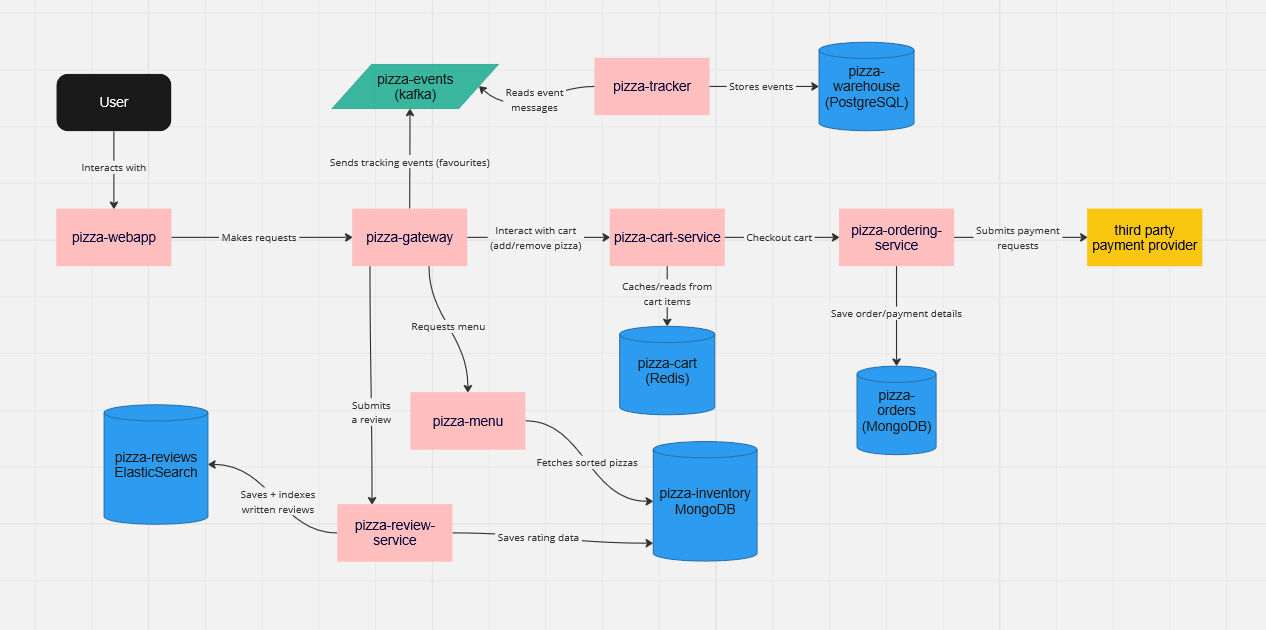 User
pizza-events
(kafka)
Reads event
messages
pizza-tracker
Stores events
pizza-
warehouse
(PostgreSQL)
Interacts with
Sends tracking events (favourites)
pizza-webapp
Makes requests
pizza-gateway
Interact with cart
(add/remove pizza)
pizza-cart-service
Checkout cart
pizza-ordering-
service
Submits payment
requests
third party
payment provider
Requests menu
Caches/reads from
cart items
Save order/payment details
pizza-cart
(Redis)
pizza-
orders
(MongoDB)
Submits
a review
pizza-menu
Fetches sorted pizzas
pizza-reviews
ElasticSearch
Saves + indexes
written reviews
pizza-review-
service
Saves rating data
pizza-inventory
MongoDB